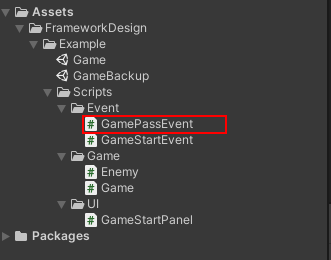 Assets
FrameworkDesign
Example
Game
GameBackup
Scripts
Event
# GamePassEvent
# GameStartEvent
Game
# Enemy
# Game
UI
# GameStartPanel
Packages